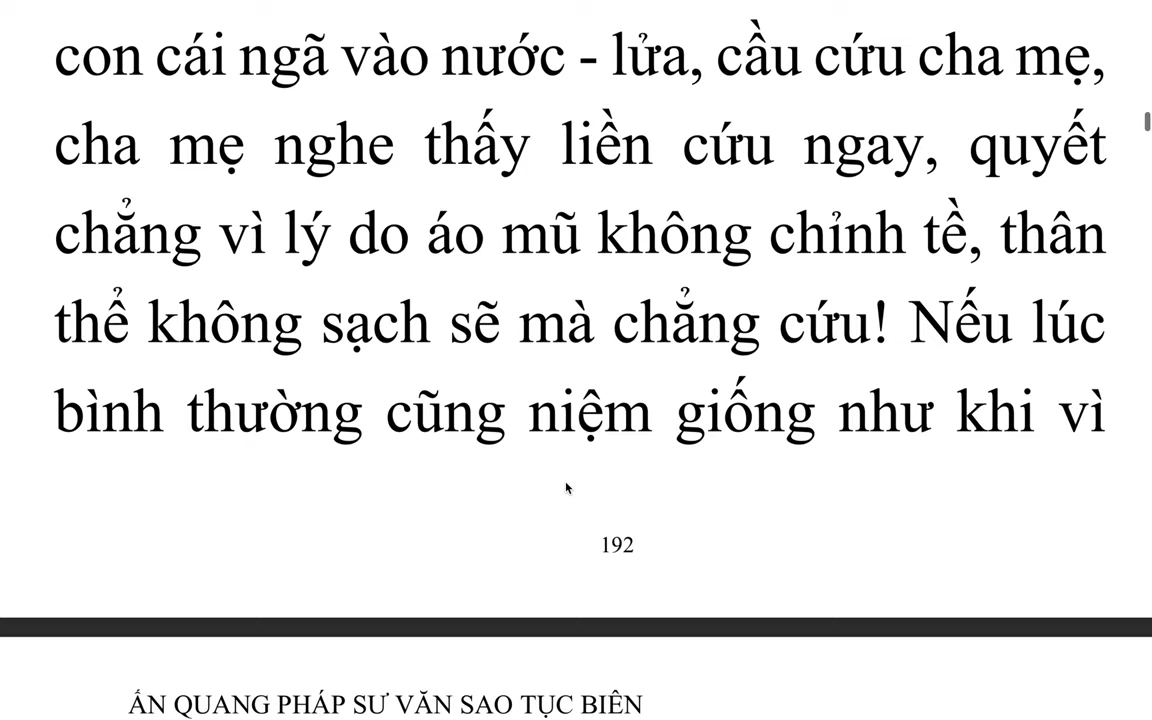 con cái ngã vào nước - lửa, cầu cứu cha mẹ,
cha mẹ nghe thấy liền cứu ngay, quyết
chẳng vì lý do áo mũ không chỉnh tề, thân
thể không sạch sẽ mà chẳng cứu! Nếu lúc
bình thường cũng niệm giống như khi vì
192
ẤN QUANG PHÁP SƯ VĂN SAO TỤC BIÊN